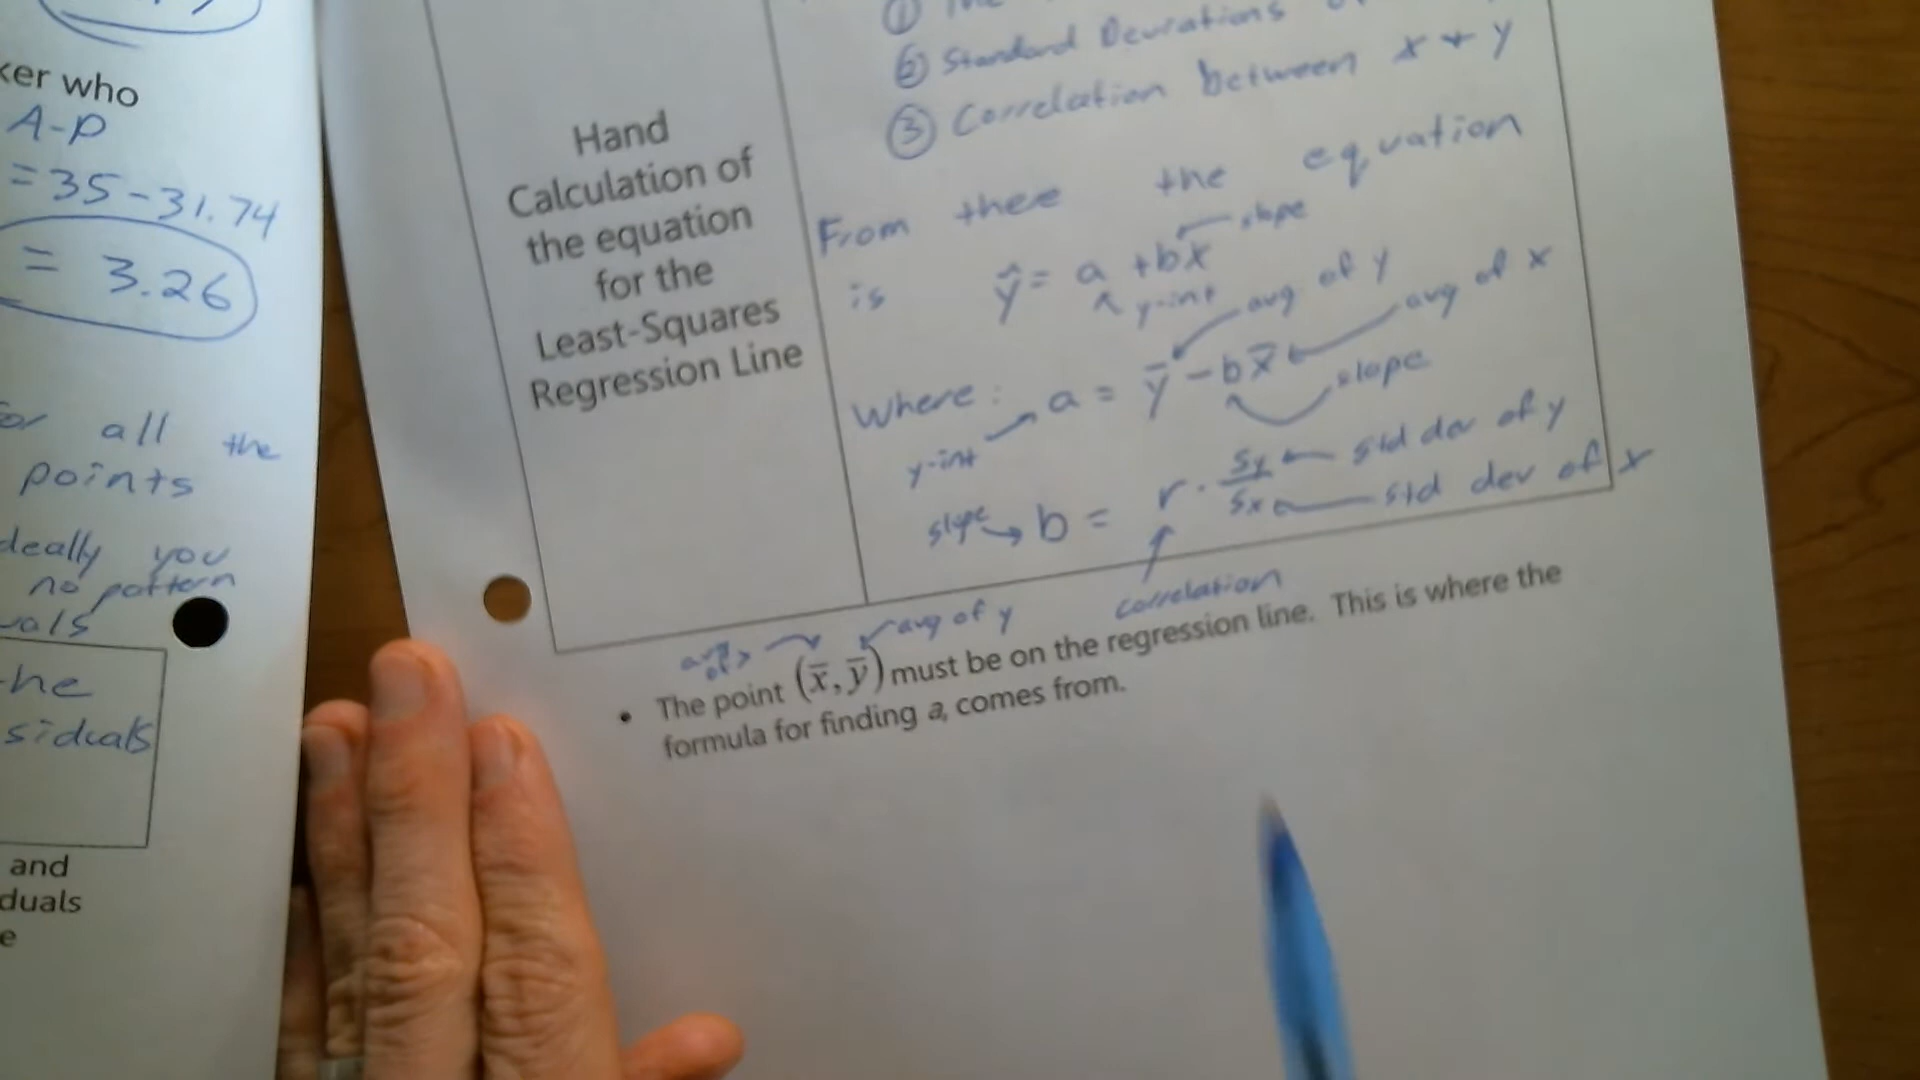 ker who
A-P
= 35 - 31.74
= 3.26
for all the
points
deally you
no pattern
uals
he
siduals
and
duals
e
Hand
Calculation of
the equation
for the
Least-Squares
Regression Line
①
② Standard Deviations
③ Correlation between x + y
From there the equation
is ŷ = a + bx
slope
y-int
avg of y
avg of x
Where: a = ȳ - bx̄
y-int
slope
slope → b = r · Sy/Sx
std dev of y
std dev of x
correlation
avg of x
avg of y
• The point (x̄, ȳ) must be on the regression line. This is where the
formula for finding a, comes from.